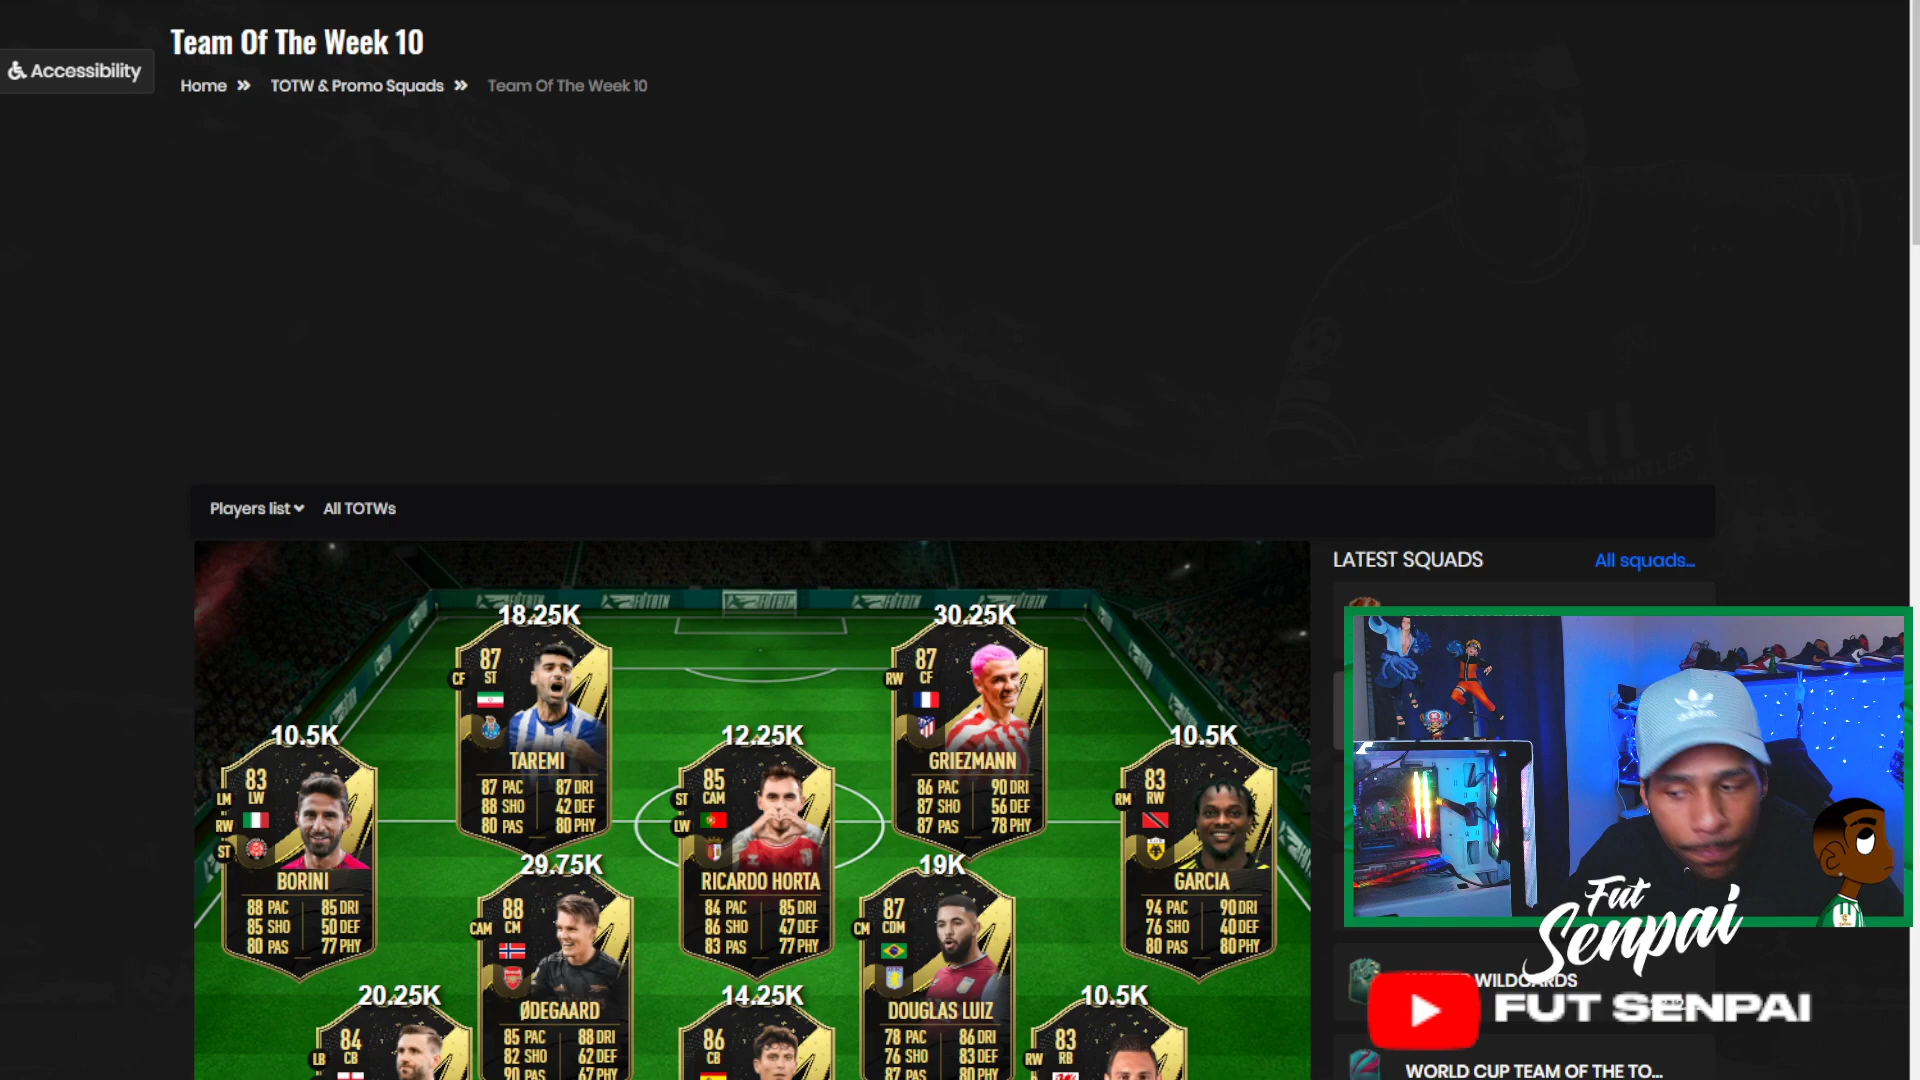 Team Of The Week 10
Accessibility
Home » TOTW & Promo Squads » Team Of The Week 10
Players list All TOTWs
LATEST SQUADS All squads...
18.25K
87 ST CF
TAREMI
87 PAC 87 DRI
88 SHO 42 DEF
80 PAS 80 PHY
30.25K
87 CF RW
GRIEZMANN
86 PAC 90 DRI
87 SHO 56 DEF
87 PAS 78 PHY
10.5K
83 LW
LM
RW
ST
BORINI
88 PAC 85 DRI
85 SHO 50 DEF
80 PAS 77 PHY
12.25K
85 CAM
ST
LW
RICARDO HORTA
84 PAC 85 DRI
86 SHO 47 DEF
83 PAS 77 PHY
10.5K
83 RW
RM
GARCIA
94 PAC 90 DRI
76 SHO 40 DEF
80 PAS 80 PHY
29.75K
88 CM
CAM
ØDEGAARD
85 PAC 88 DRI
82 SHO 62 DEF
90 PAS 67 PHY
19K
87 CDM
CM
DOUGLAS LUIZ
78 PAC 86 DRI
76 SHO 83 DEF
87 PAS 80 PHY
20.25K
84 CB
LB
14.25K
86 CB
10.5K
83 RB
RW
Fut
Senpai
WILDCARDS
FUT SENPAI
WORLD CUP TEAM OF THE TO...